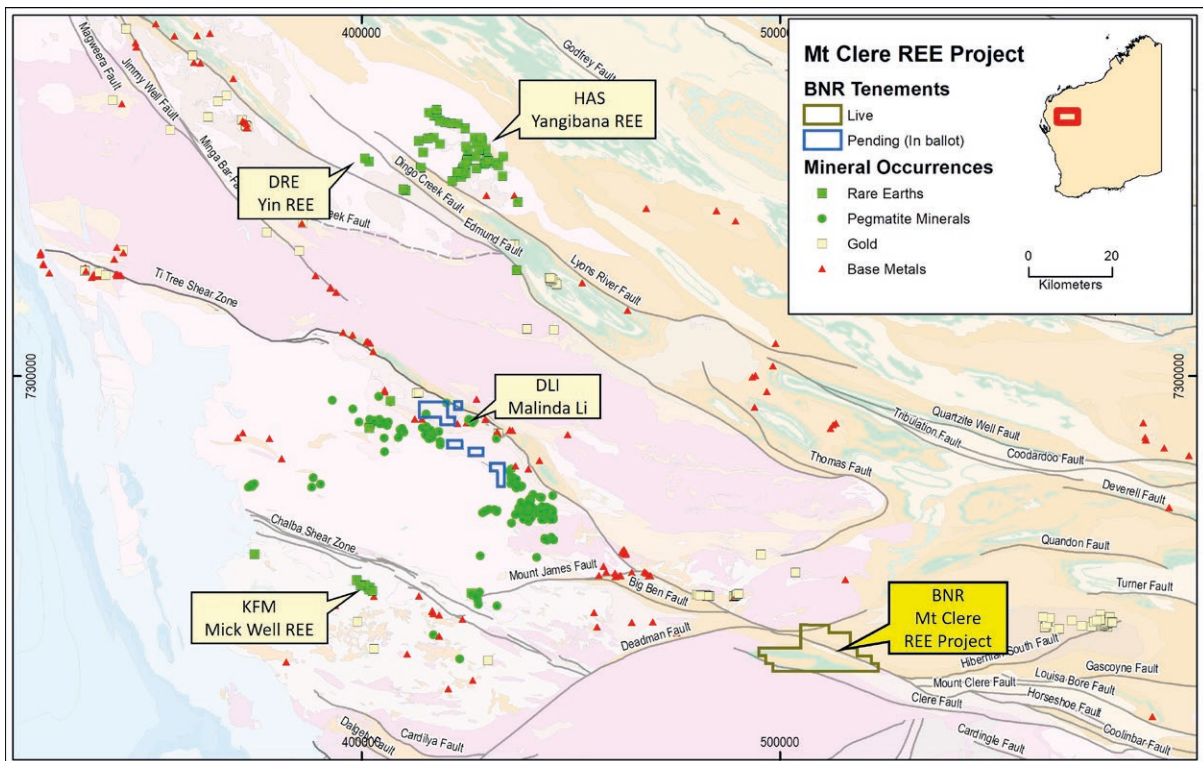 400000
500000
Magweera Fault
Jimmy Well Fault
Minga Bar F
Godfrey Fault
HAS
Yangibana REE
DRE
Yin REE
eek Fault
Dingo Creek Fault
Edmund Fault
Lyons River Fault
Ti Tree Shear Zone
Mt Clere REE Project
BNR Tenements
Live
Pending (In ballot)
Mineral Occurrences
Rare Earths
Pegmatite Minerals
Gold
Base Metals
0
20
Kilometers
7300000
7300000
DLI
Malinda Li
Quartzite Well Fault
Tribulation Fault
Coodardoo Fault
Thomas Fault
Deverell Fault
Chalba Shear Zone
Quandon Fault
Mount James Fault
Turner Fault
Big Ben Fault
KFM
Mick Well REE
Deadman Fault
BNR
Mt Clere
REE Project
Hibernian South Fault
Gascoyne Fault
Mount Clere Fault
Louisa Bore Fault
Clere Fault
Horseshoe Fault
Coolinbar Fault
Cardingle Fault
Dalgety Fault
Cardilya Fault
400000
500000